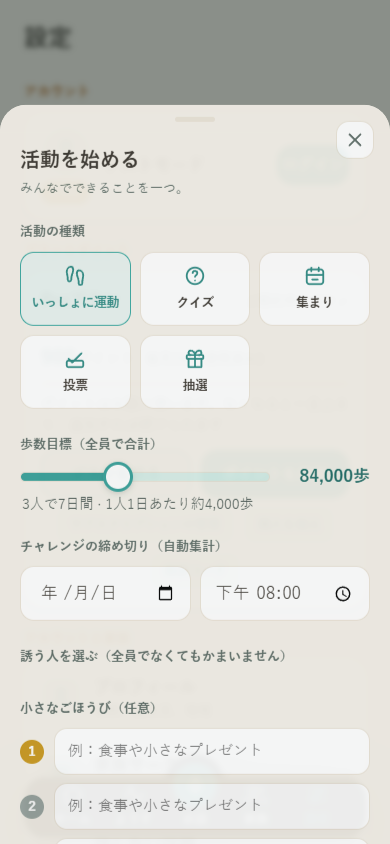 設定
アカウント
活動を始める
みんなでできることを一つ。
活動の種類
いっしょに運動
クイズ
集まり
投票
抽選
歩数目標（全員で合計）
84,000歩
3人で7日間 · 1人1日あたり約4,000歩
チャレンジの締め切り（自動集計）
年 /月/日
下午 08:00
誘う人を選ぶ（全員でなくてもかまいません）
小さなごほうび（任意）
1
例：食事や小さなプレゼント
2
例：食事や小さなプレゼント